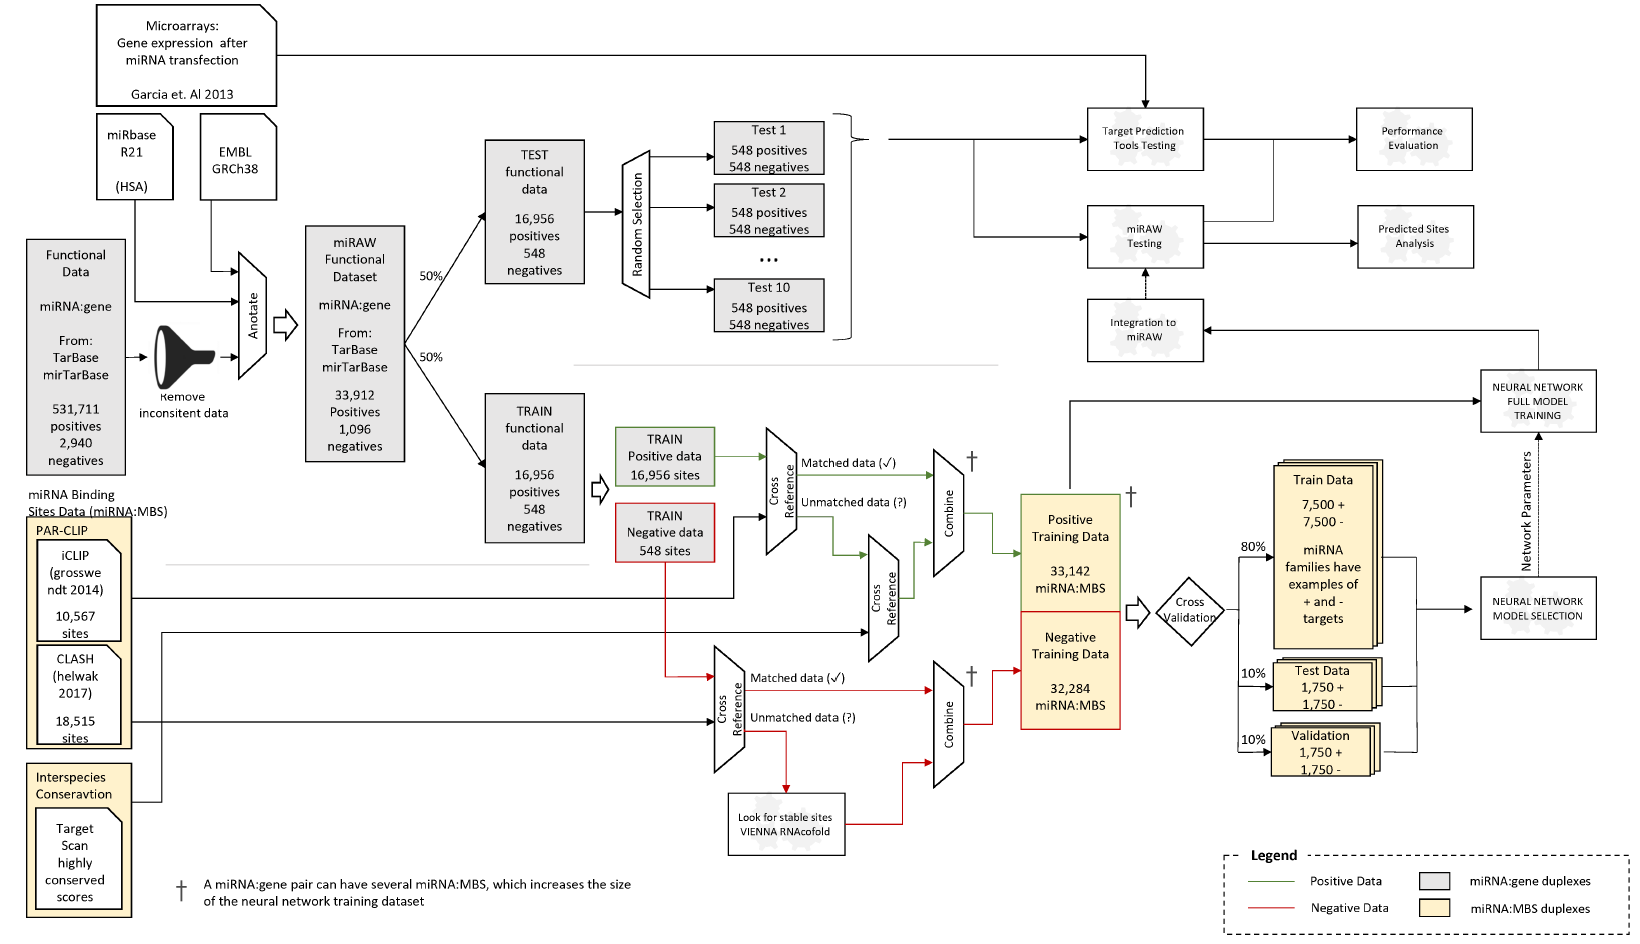 Microarrays:
Gene expression after
miRNA transfection
Garcia et. Al 2013
miRbase
R21
(HSA)
EMBL
GRCh38
Functional
Data
miRNA:gene
From:
TarBase
mirTarBase
531,711
positives
2,940
negatives
Remove
inconsitent data
Anotate
miRAW
Functional
Dataset
miRNA:gene
From:
TarBase
mirTarBase
33,912
Positives
1,096
negatives
50%
50%
TEST
functional
data
16,956
positives
548
negatives
Random Selection
Test 1
548 positives
548 negatives
Test 2
548 positives
548 negatives
...
Test 10
548 positives
548 negatives
Target Prediction
Tools Testing
Performance
Evaluation
miRAW
Testing
Predicted Sites
Analysis
Integration to
miRAW
NEURAL NETWORK
FULL MODEL
TRAINING
Network Parameters
NEURAL NETWORK
MODEL SELECTION
TRAIN
functional
data
16,956
positives
548
negatives
TRAIN
Positive data
16,956 sites
TRAIN
Negative data
548 sites
Cross
Reference
Matched data (✓)
Unmatched data (?)
Cross
Reference
Combine
†
miRNA Binding
Sites Data (miRNA:MBS)
PAR-CLIP
iCLIP
(grosswe
ndt 2014)
10,567
sites
CLASH
(helwak
2017)
18,515
sites
Interspecies
Conseravtion
Target
Scan
highly
conserved
scores
Cross
Reference
Matched data (✓)
Unmatched data (?)
Combine
†
Look for stable sites
VIENNA RNAcofold
†
Positive
Training Data
33,142
miRNA:MBS
Negative
Training Data
32,284
miRNA:MBS
Cross
Validation
80%
10%
10%
Train Data
7,500 +
7,500 -
miRNA
families have
examples of
+ and -
targets
Test Data
1,750 +
1,750 -
Validation
1,750 +
1,750 -
† A miRNA:gene pair can have several miRNA:MBS, which increases the size
of the neural network training dataset
Legend
Positive Data
miRNA:gene duplexes
Negative Data
miRNA:MBS duplexes